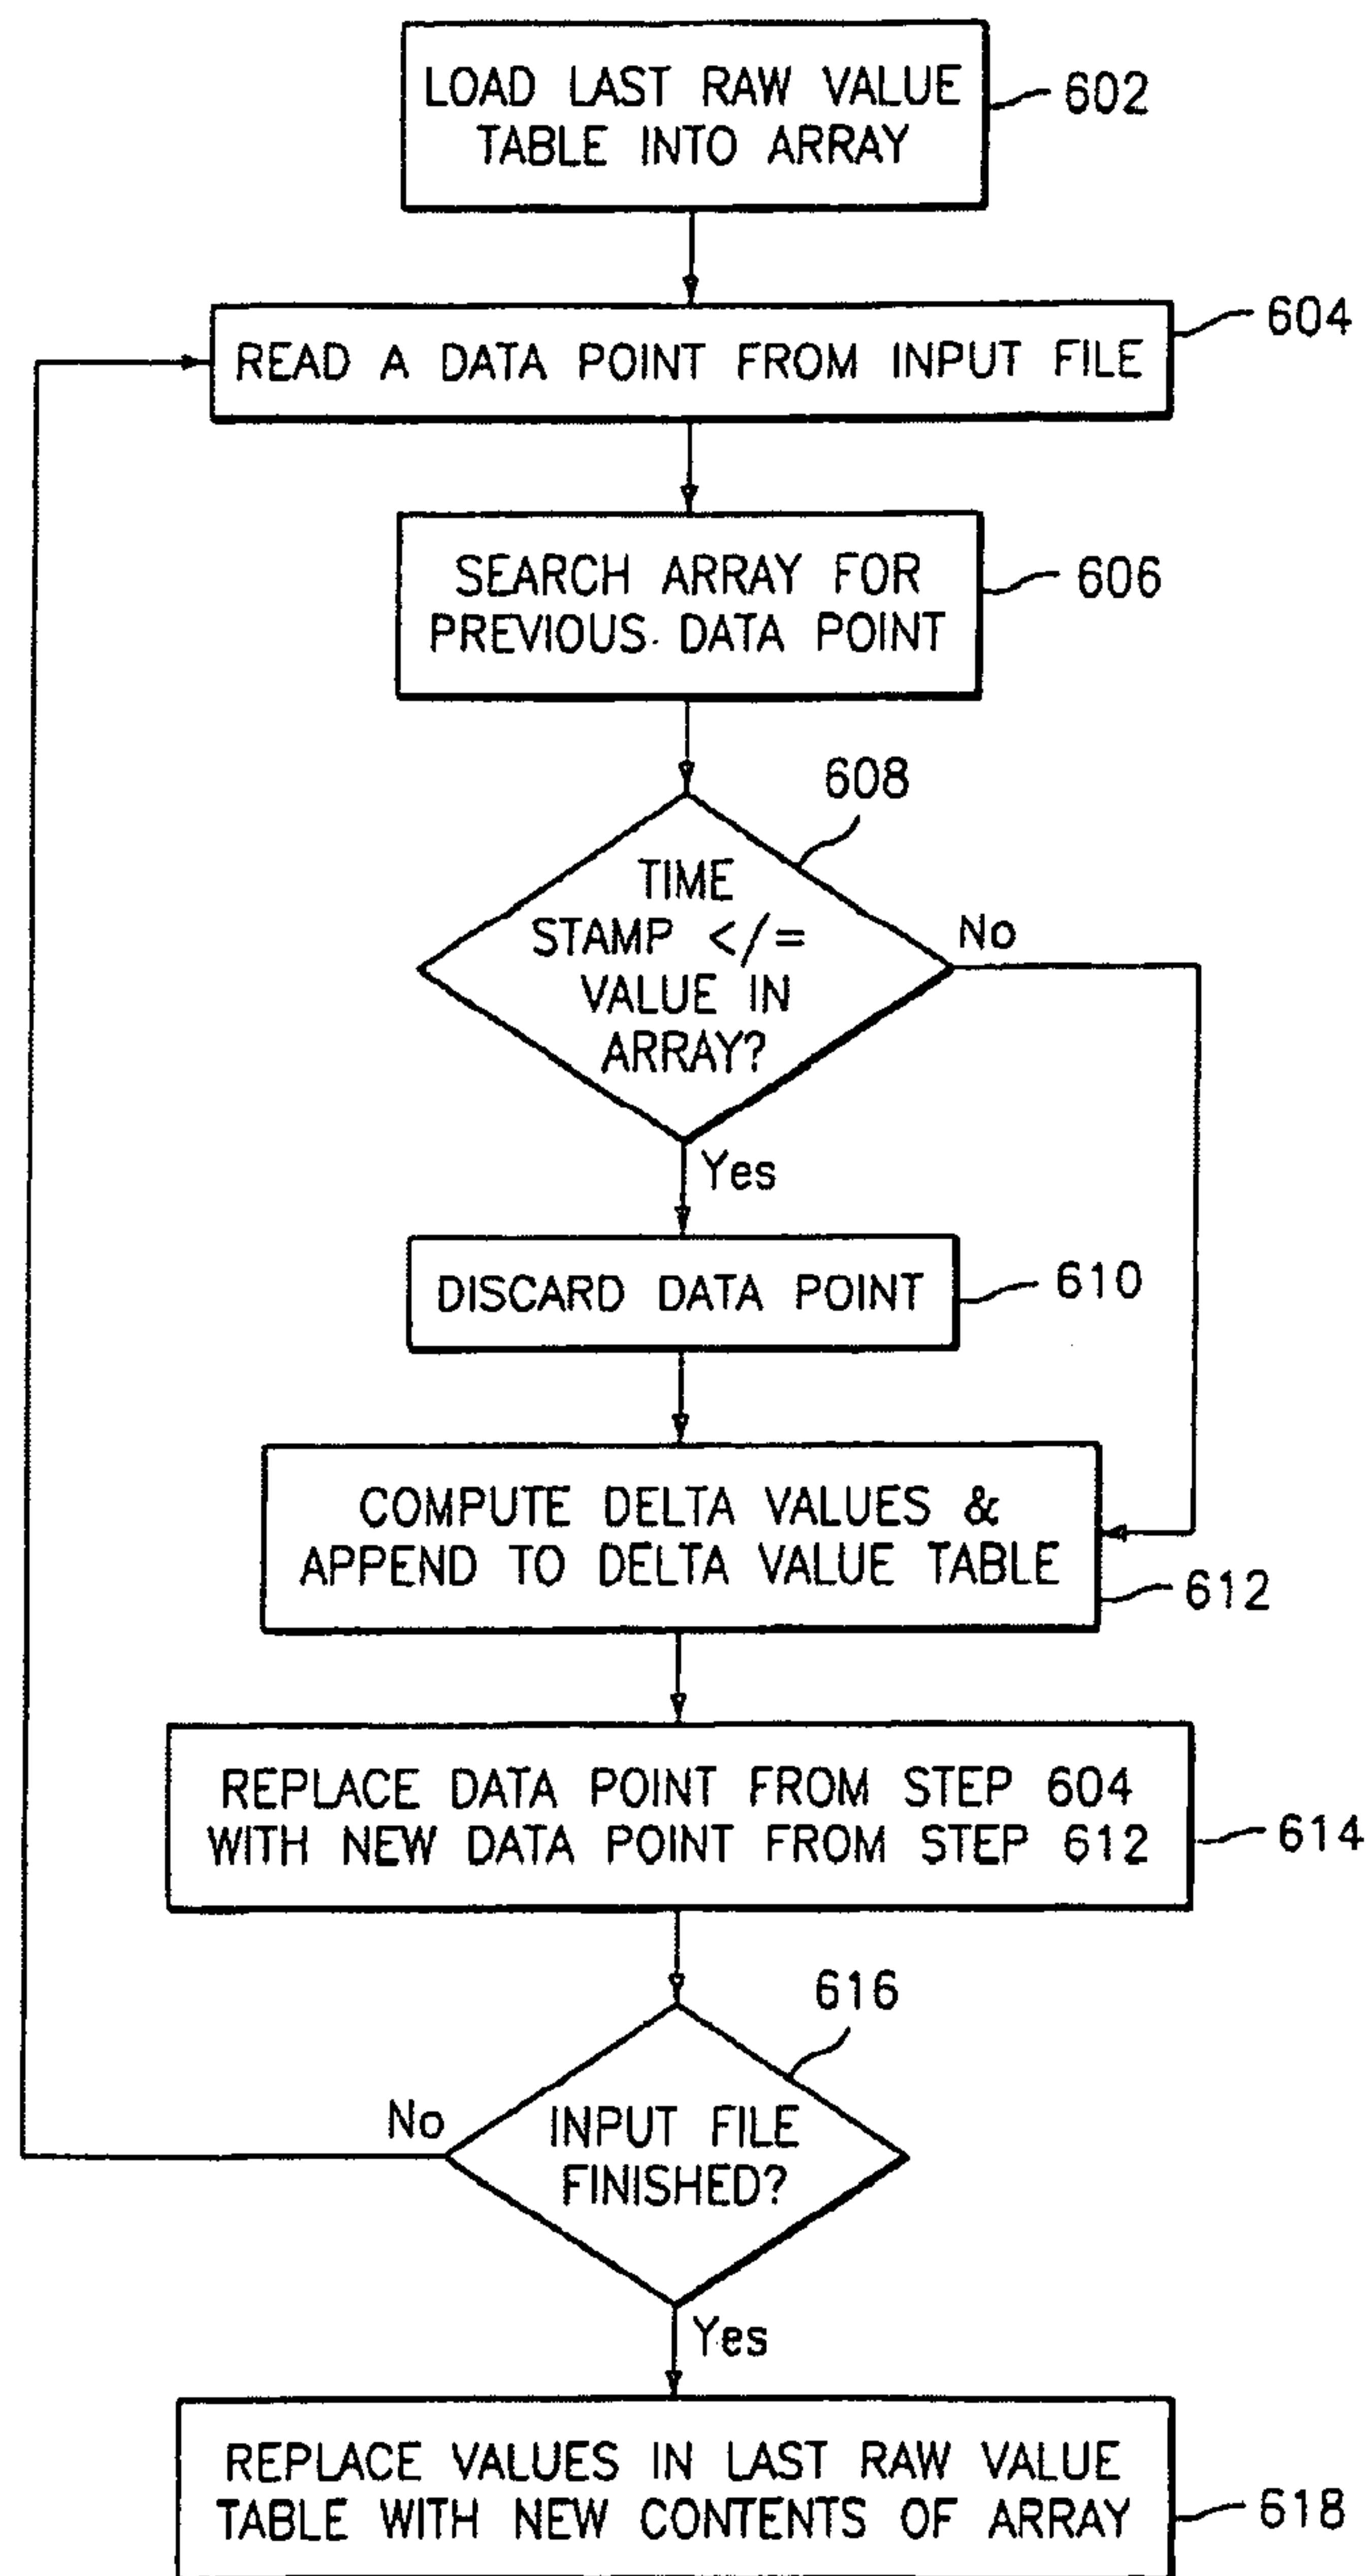 LOAD LAST RAW VALUE
TABLE INTO ARRAY
602
604
READ A DATA POINT FROM INPUT FILE
SEARCH ARRAY FOR
PREVIOUS DATA POINT
606
608
TIME
STAMP </=
VALUE IN
ARRAY?
No
Yes
DISCARD DATA POINT
610
COMPUTE DELTA VALUES &
APPEND TO DELTA VALUE TABLE
612
REPLACE DATA POINT FROM STEP 604
WITH NEW DATA POINT FROM STEP 612
614
616
No
INPUT FILE
FINISHED?
Yes
REPLACE VALUES IN LAST RAW VALUE
TABLE WITH NEW CONTENTS OF ARRAY
618